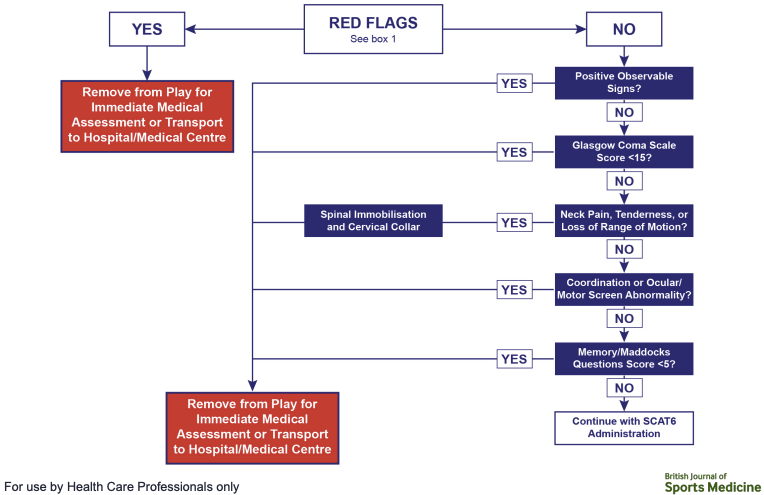 YES
RED FLAGS
See box 1
NO
Remove from Play for
Immediate Medical
Assessment or Transport
to Hospital/Medical Centre
YES
Positive Observable
Signs?
NO
YES
Glasgow Coma Scale
Score <15?
NO
Spinal Immobilisation
and Cervical Collar
YES
Neck Pain, Tenderness, or
Loss of Range of Motion?
NO
YES
Coordination or Ocular/
Motor Screen Abnormality?
NO
YES
Memory/Maddocks
Questions Score <5?
NO
Remove from Play for
Immediate Medical
Assessment or Transport
to Hospital/Medical Centre
Continue with SCAT6
Administration
For use by Health Care Professionals only
British Journal of
Sports Medicine